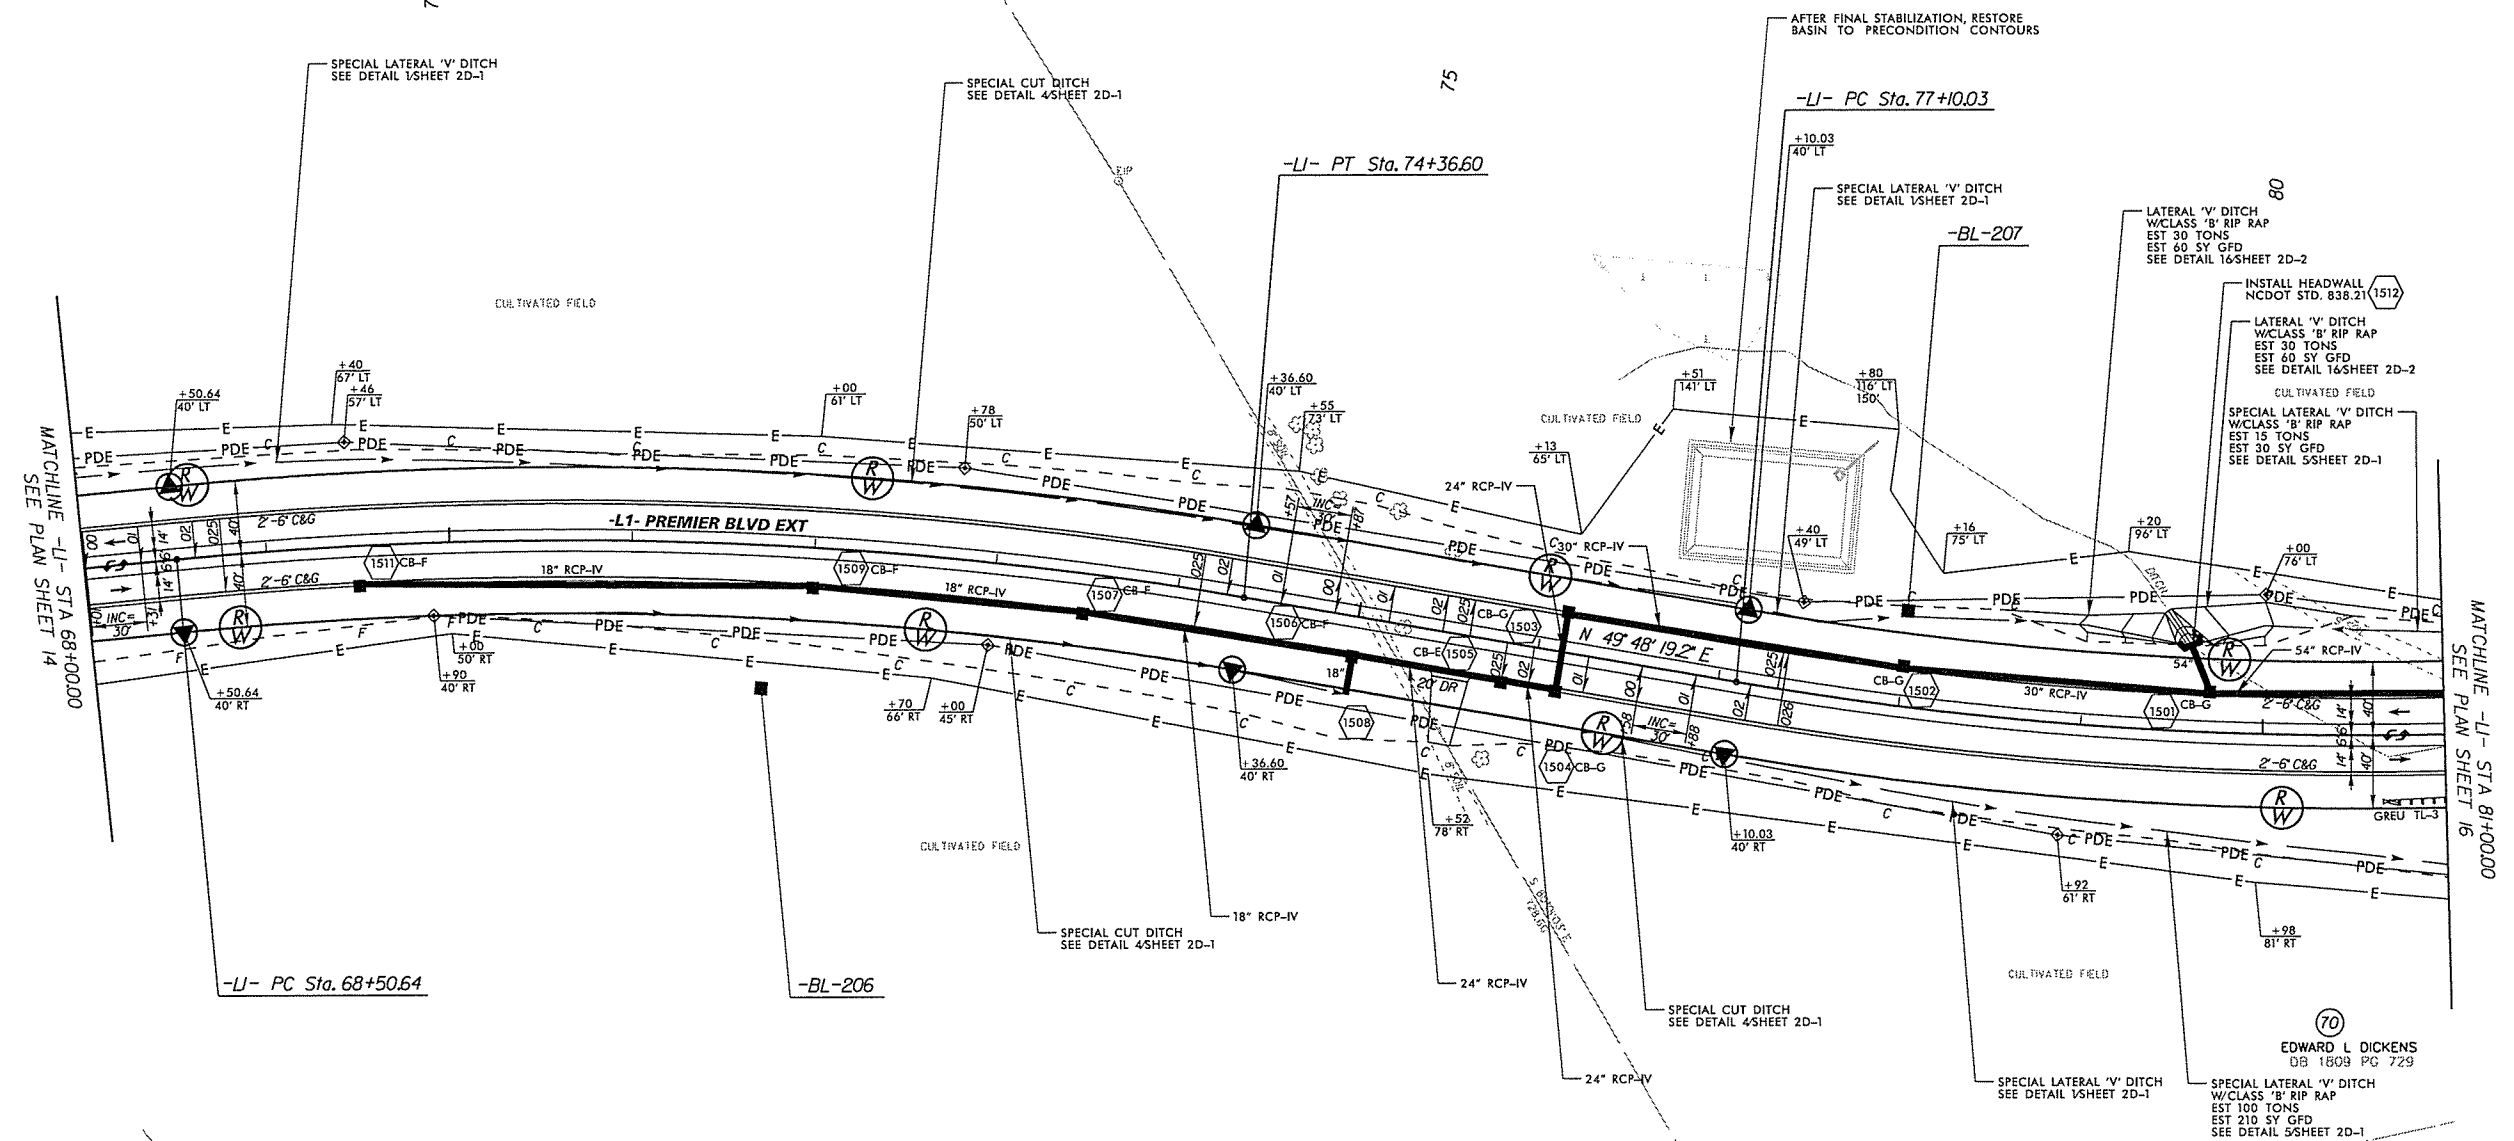 AFTER FINAL STABILIZATION, RESTORE
BASIN TO PRECONDITION CONTOURS
SPECIAL LATERAL 'V' DITCH
SEE DETAIL 1/SHEET 2D-1
SPECIAL CUT DITCH
SEE DETAIL 4/SHEET 2D-1
75
-L1- PC Sta. 77+10.03
+10.03
40' LT
-L1- PT Sta. 74+36.60
EIP
SPECIAL LATERAL 'V' DITCH
SEE DETAIL 1/SHEET 2D-1
80
-BL-207
LATERAL 'V' DITCH
W/CLASS 'B' RIP RAP
EST 30 TONS
EST 60 SY GFD
SEE DETAIL 16/SHEET 2D-2
INSTALL HEADWALL
NCDOT STD. 838.21
1512
LATERAL 'V' DITCH
W/CLASS 'B' RIP RAP
EST 30 TONS
EST 60 SY GFD
SEE DETAIL 16/SHEET 2D-2
CULTIVATED FIELD
SPECIAL LATERAL 'V' DITCH
W/CLASS 'B' RIP RAP
EST 15 TONS
EST 30 SY GFD
SEE DETAIL 5/SHEET 2D-1
CULTIVATED FIELD
+40
67' LT
+46
57' LT
+50.64
40' LT
+00
61' LT
+78
50' LT
+36.60
40' LT
+55
73' LT
+51
141' LT
+80
116' LT
150'
CULTIVATED FIELD
+13
65' LT
24" RCP-IV
30" RCP-IV
+40
49' LT
+16
75' LT
+20
96' LT
+00
76' LT
MATCHLINE -L1- STA 68+00.00
SEE PLAN SHEET 14
2'-6" C&G
-L1- PREMIER BLVD EXT
2'-6" C&G
INC=
30'
+31
1511 CB-F
18" RCP-IV
1509 CB-F
18" RCP-IV
1507 CB-F
1506 CB-F
+57
INC=
30'
+87
CB-G
1503
CB-E 1505
N 49° 48' 19.2" E
18"
20' DR
1508
1504 CB-G
+58
INC=
30'
+88
CB-G
1502
30" RCP-IV
1501 CB-G
DITCH
54"
54" RCP-IV
2'-6" C&G
2'-6" C&G
GREU TL-3
MATCHLINE -L1- STA 81+00.00
SEE PLAN SHEET 16
+50.64
40' RT
+90
40' RT
+00
50' RT
+70
66' RT
+00
45' RT
+36.60
40' RT
+52
78' RT
+10.03
40' RT
+92
61' RT
+98
81' RT
CULTIVATED FIELD
18" RCP-IV
SPECIAL CUT DITCH
SEE DETAIL 4/SHEET 2D-1
-L1- PC Sta. 68+50.64
-BL-206
24" RCP-IV
SPECIAL CUT DITCH
SEE DETAIL 4/SHEET 2D-1
24" RCP-IV
CULTIVATED FIELD
70
EDWARD L DICKENS
DB 1809 PG 729
SPECIAL LATERAL 'V' DITCH
SEE DETAIL 1/SHEET 2D-1
SPECIAL LATERAL 'V' DITCH
W/CLASS 'B' RIP RAP
EST 100 TONS
EST 210 SY GFD
SEE DETAIL 5/SHEET 2D-1